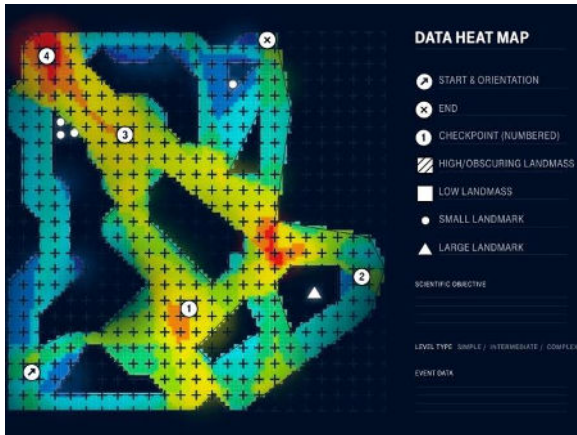 DATA HEAT MAP
START & ORIENTATION
END
CHECKPOINT (NUMBERED)
HIGH/OBSCURING LANDMASS
LOW LANDMASS
SMALL LANDMARK
LARGE LANDMARK
SCIENTIFIC OBJECTIVE
LEVEL TYPE SIMPLE / INTERMEDIATE / COMPLEX
EVENT DATA
4
3
2
1
1